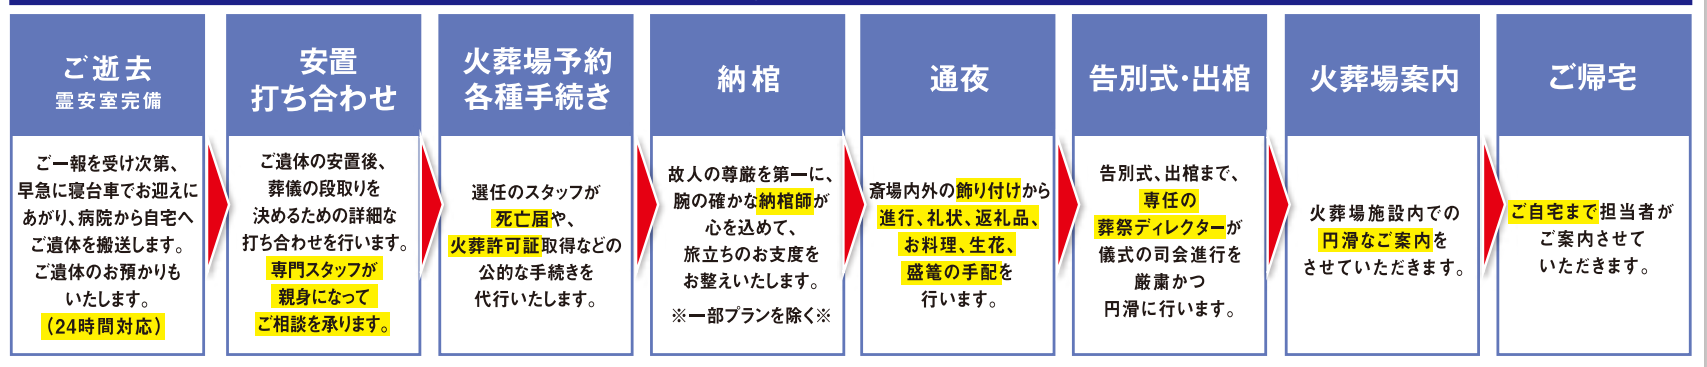 ご逝去
霊安室完備
ご一報を受け次第、
早急に寝台車でお迎えに
あがり、病院から自宅へ
ご遺体を搬送します。
ご遺体のお預かりも
いたします。
（24時間対応）
安置
打ち合わせ
ご遺体の安置後、
葬儀の段取りを
決めるための詳細な
打ち合わせを行います。
専門スタッフが
親身になって
ご相談を承ります。
火葬場予約
各種手続き
選任のスタッフが
死亡届や、
火葬許可証取得などの
公的な手続きを
代行いたします。
納棺
故人の尊厳を第一に、
腕の確かな納棺師が
心を込めて、
旅立ちのお支度を
お整えいたします。
※一部プランを除く※
通夜
斎場内外の飾り付けから
進行、礼状、返礼品、
お料理、生花、
盛篭の手配を
行います。
告別式･出棺
告別式、出棺まで、
専任の
葬祭ディレクターが
儀式の司会進行を
厳粛かつ
円滑に行います。
火葬場案内
火葬場施設内での
円滑なご案内を
させていただきます。
ご帰宅
ご自宅まで担当者が
ご案内させて
いただきます。